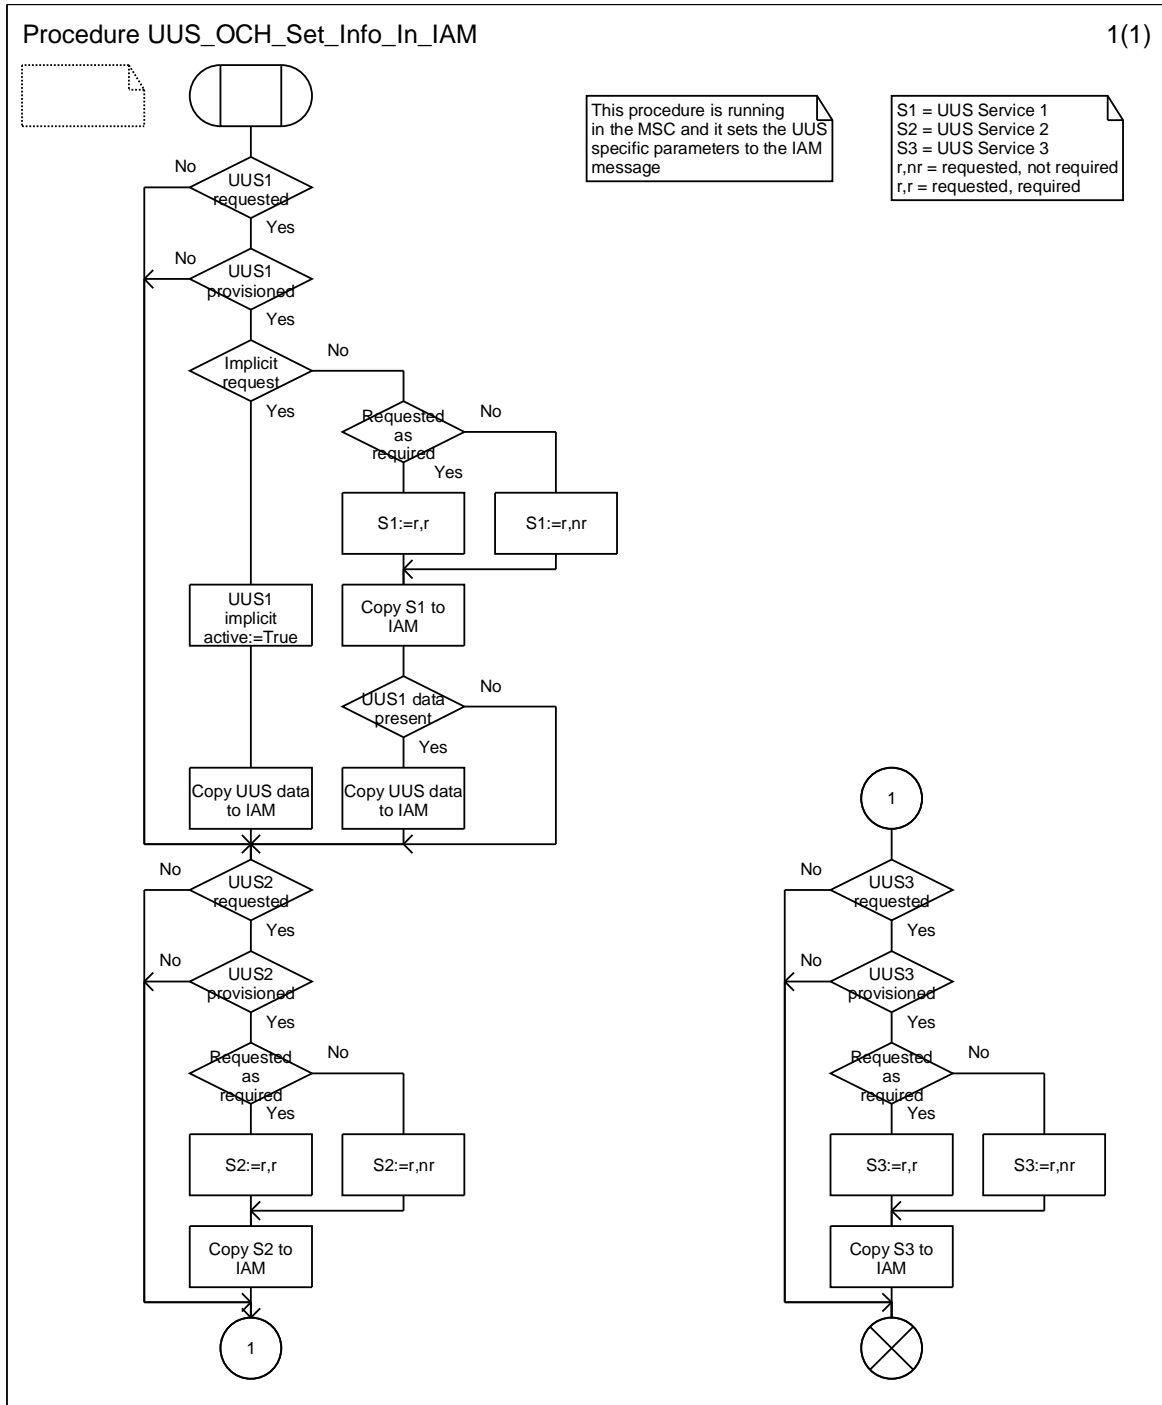 Procedure UUS_OCH_Set_Info_In_IAM
1(1)
This procedure is running
in the MSC and it sets the UUS
specific parameters to the IAM
message
S1 = UUS Service 1
S2 = UUS Service 2
S3 = UUS Service 3
r,nr = requested, not required
r,r = requested, required
No
UUS1
requested
Yes
No
UUS1
provisioned
Yes
Implicit
request
No
Yes
Requested
as
required
No
Yes
S1:=r,r
S1:=r,nr
UUS1
implicit
active:=True
Copy S1 to
IAM
UUS1 data
present
No
Yes
Copy UUS data
to IAM
Copy UUS data
to IAM
No
UUS2
requested
Yes
No
UUS2
provisioned
Yes
Requested
as
required
No
Yes
S2:=r,r
S2:=r,nr
Copy S2 to
IAM
1
1
No
UUS3
requested
Yes
No
UUS3
provisioned
Yes
Requested
as
required
No
Yes
S3:=r,r
S3:=r,nr
Copy S3 to
IAM